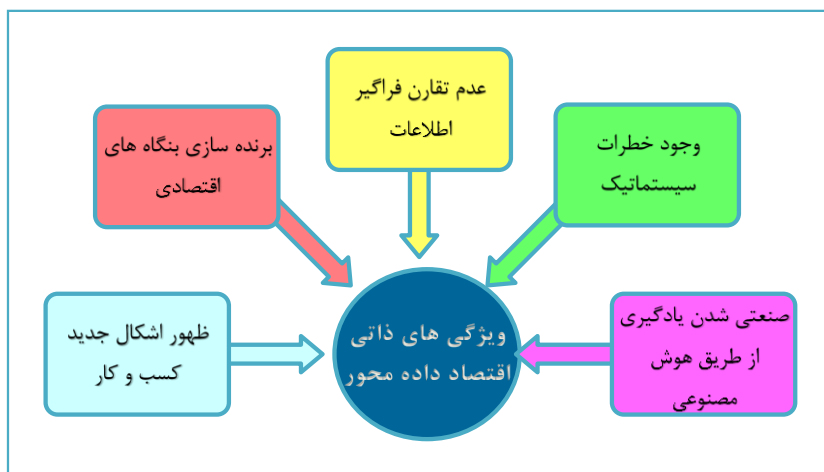 عدم تقارن فراگیر
اطلاعات
وجود خطرات
سیستماتیک
برنده سازی بنگاه های
اقتصادی
صنعتی شدن یادگیری
از طریق هوش
مصنوعی
ظهور اشکال جدید
کسب و کار
ویژگی های ذاتی
اقتصاد داده محور